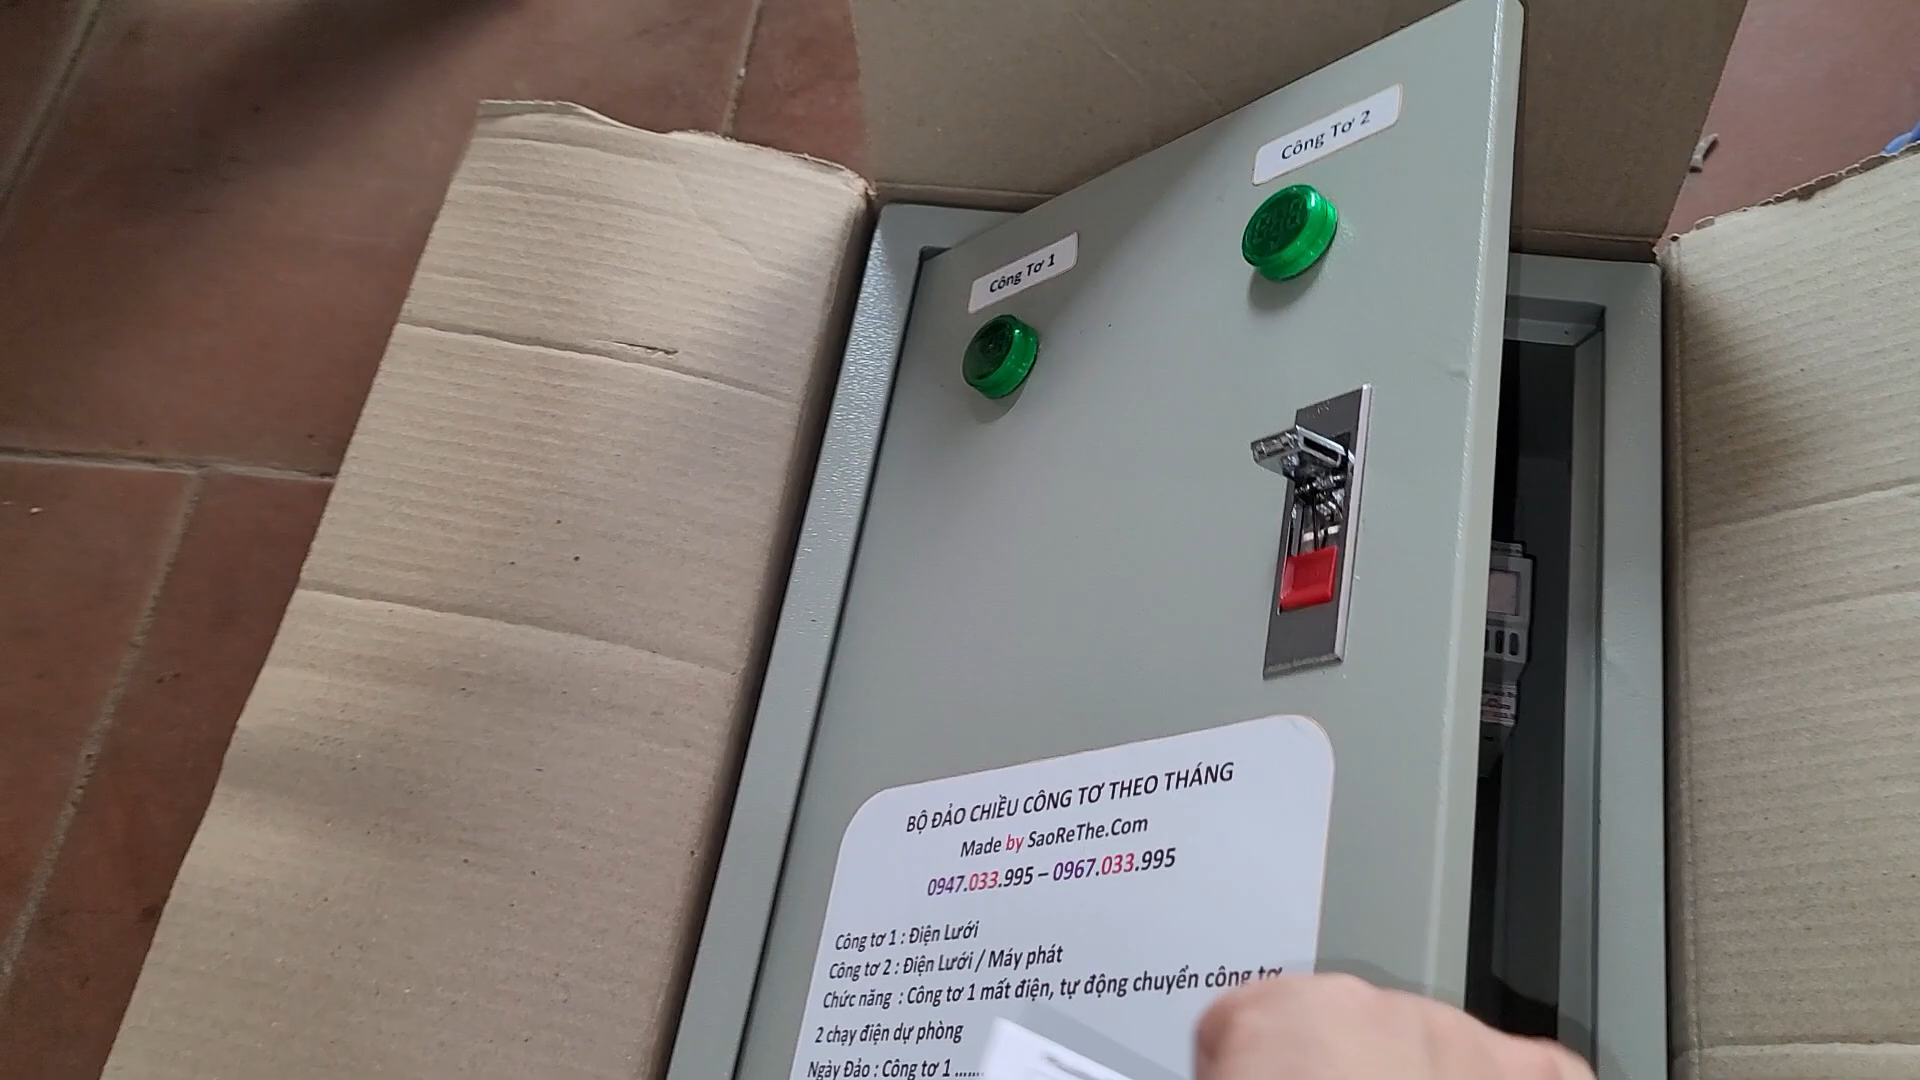 Công Tơ 2
Công Tơ 1
BỘ ĐẢO CHIỀU CÔNG TƠ THEO THÁNG
Made by SaoReThe.Com
0947.033.995 – 0967.033.995
Công tơ 1 : Điện Lưới
Công tơ 2 : Điện Lưới / Máy phát
Chức năng : Công tơ 1 mất điện, tự động chuyển công tơ
2 chạy điện dự phòng
Ngày Đảo : Công tơ 1 .......